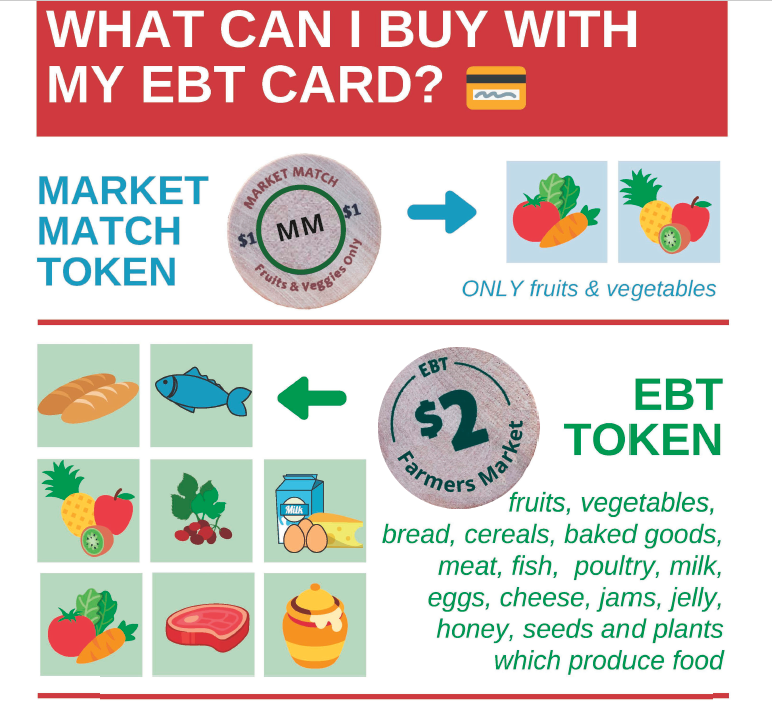 WHAT CAN I BUY WITH
MY EBT CARD?
MARKET
MATCH
TOKEN
MARKET MATCH
$1 MM $1
Fruits & Veggies Only
ONLY fruits & vegetables
EBT
$2
Farmers Market
EBT
TOKEN
fruits, vegetables,
bread, cereals, baked goods,
meat, fish, poultry, milk,
eggs, cheese, jams, jelly,
honey, seeds and plants
which produce food
Milk